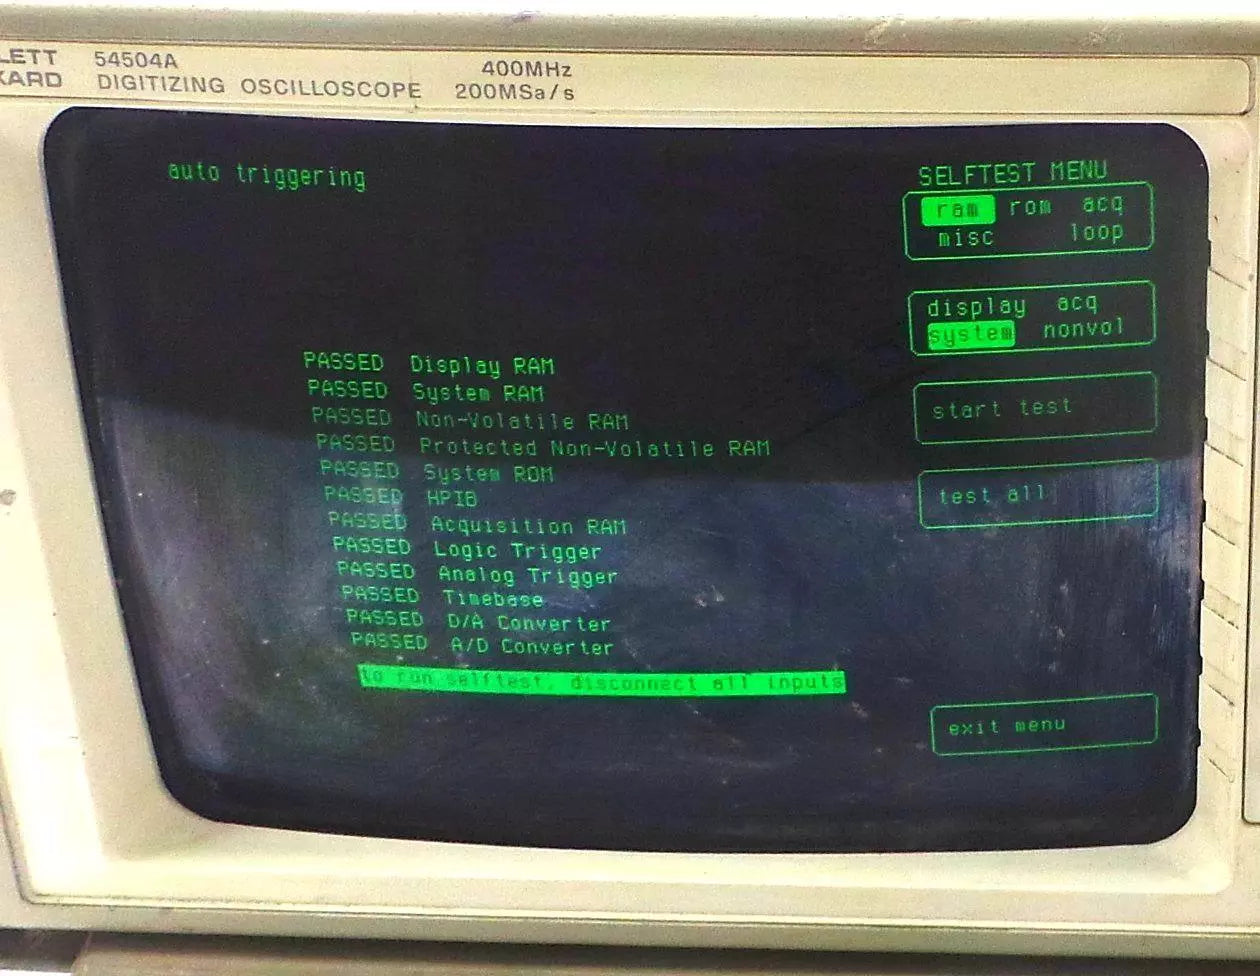 LETT 54504A 400MHz
KARD DIGITIZING OSCILLOSCOPE 200MSa/s
auto triggering
SELFTEST MENU
ram rom acq
misc loop
display acq
system nonvol
start test
test all
exit menu
PASSED Display RAM
PASSED System RAM
PASSED Non-Volatile RAM
PASSED Protected Non-Volatile RAM
PASSED System ROM
PASSED HPIB
PASSED Acquisition RAM
PASSED Logic Trigger
PASSED Analog Trigger
PASSED Timebase
PASSED D/A Converter
PASSED A/D Converter
to run selftest, disconnect all inputs